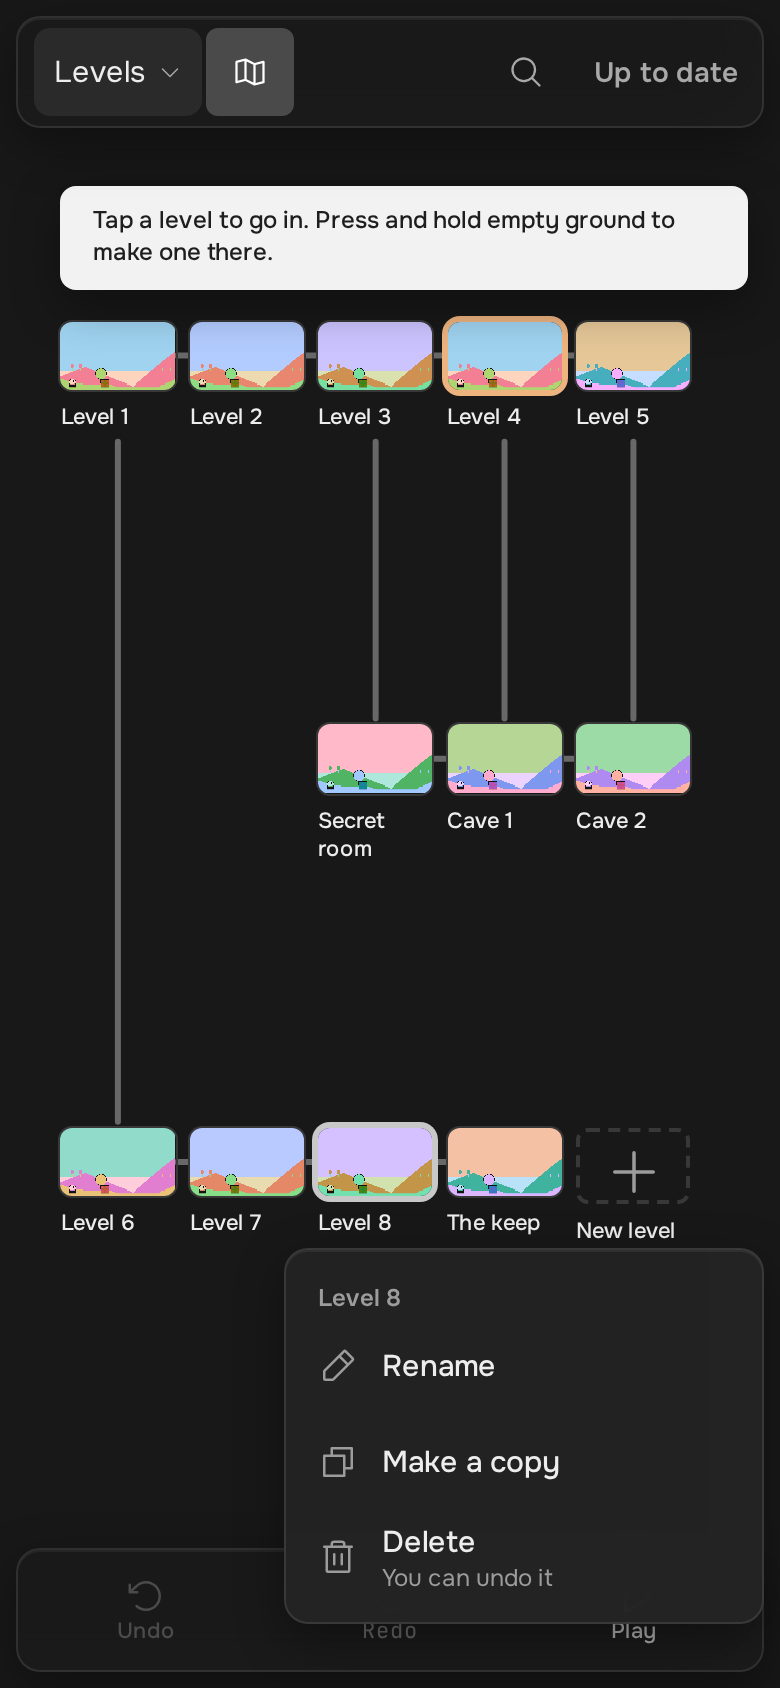 Levels
Up to date
Tap a level to go in. Press and hold empty ground to
make one there.
Level 1
Level 2
Level 3
Level 4
Level 5
Secret
room
Cave 1
Cave 2
Level 6
Level 7
Level 8
The keep
New level
Level 8
Rename
Make a copy
Delete
You can undo it
Undo
Redo
Play